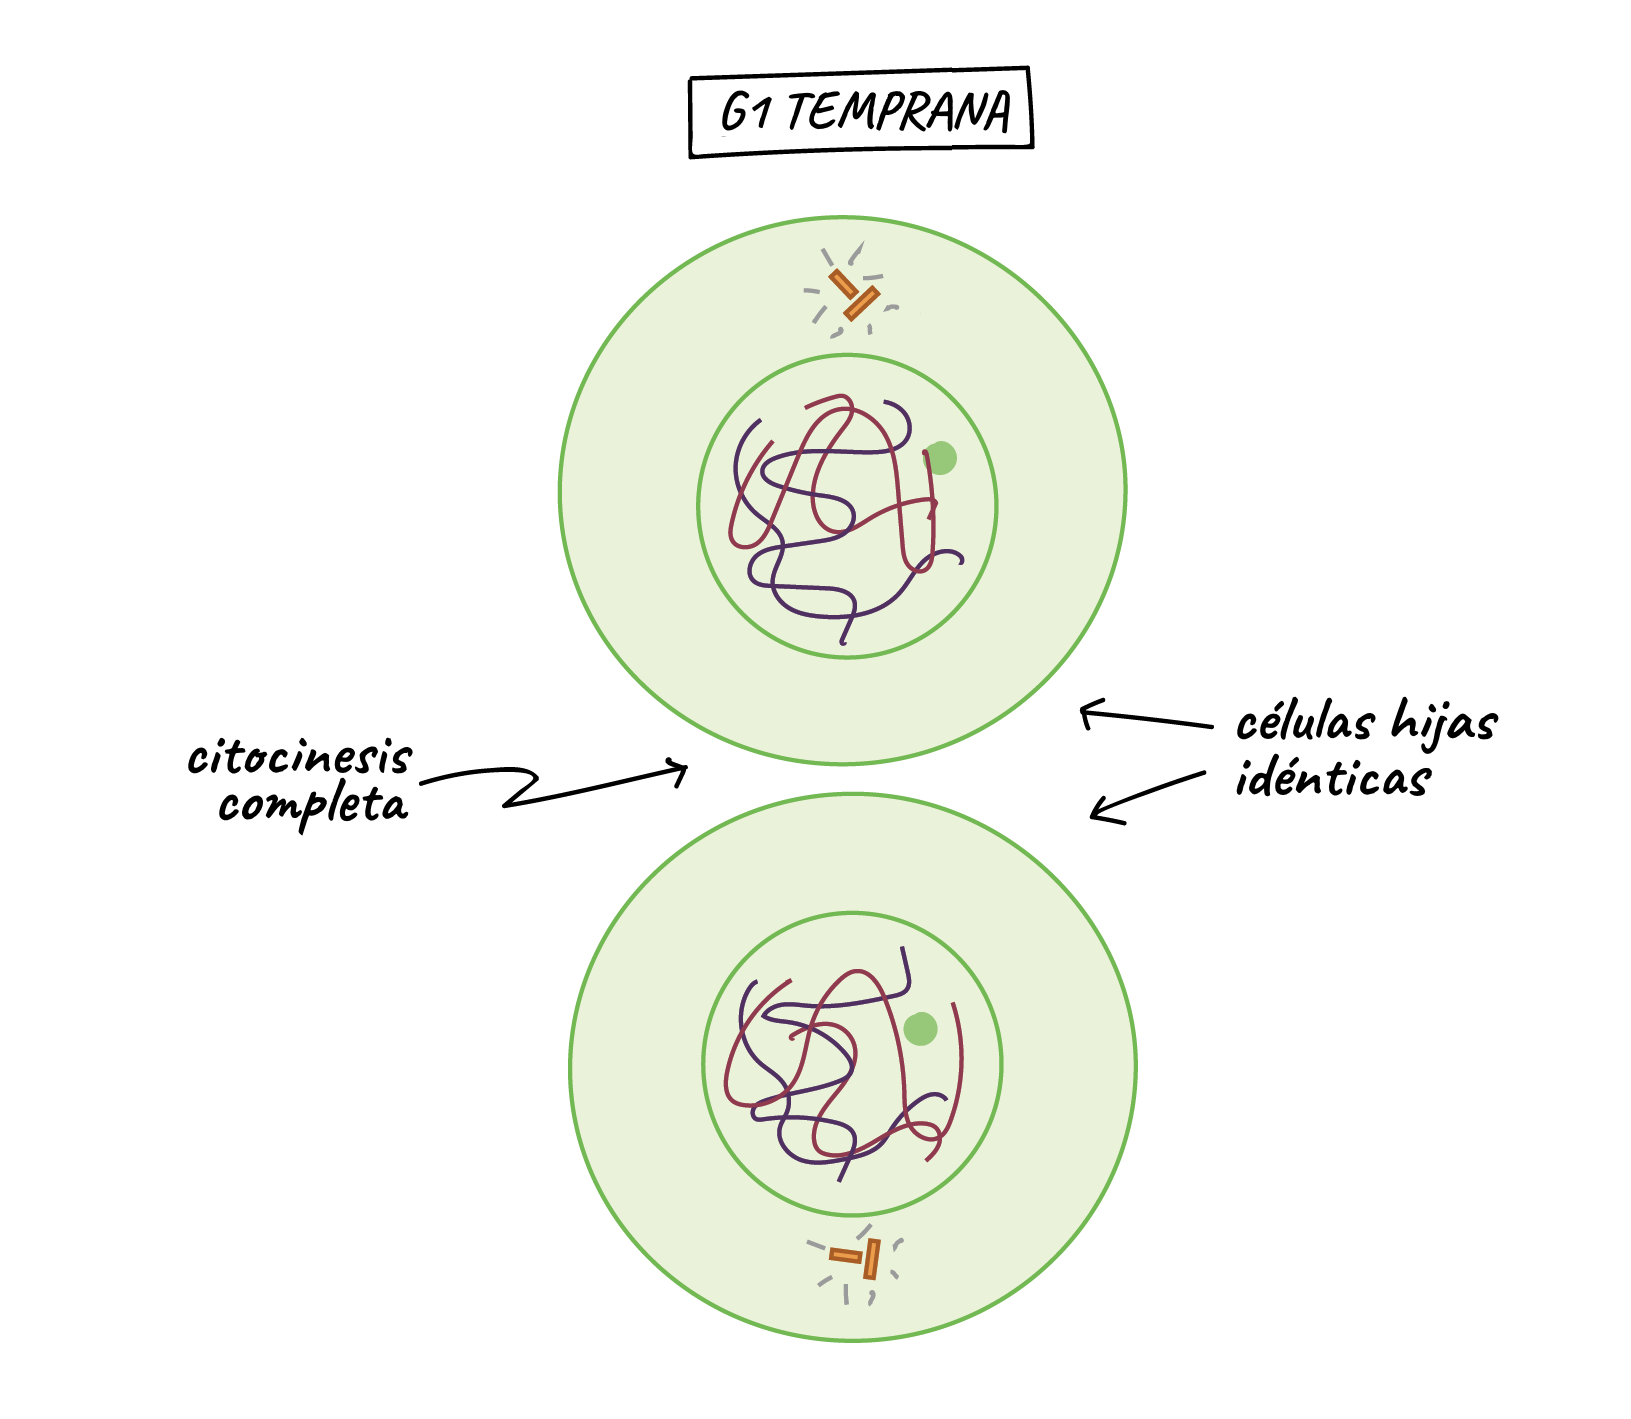 G1 TEMPRANA
citocinesis
completa
células hijas
idénticas